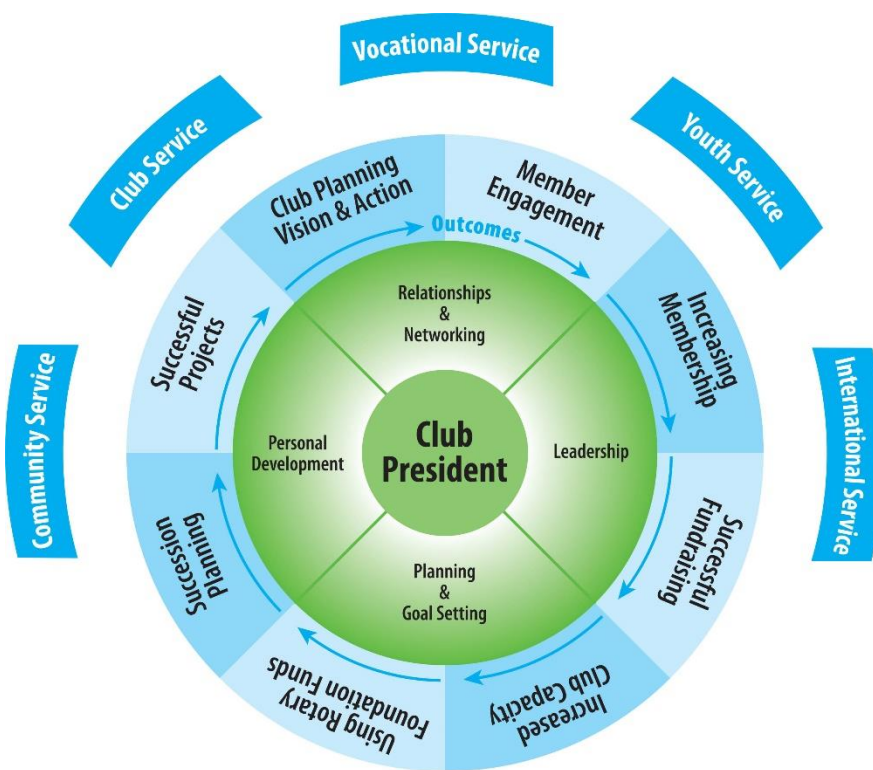 Vocational Service
Club Service
Youth Service
Community Service
International Service
Club Planning
Vision & Action
Member
Engagement
Outcomes
Increasing
Membership
Successful
Fundraising
Increased
Club Capacity
Using Rotary
Foundation Funds
Succession
Planning
Successful
Projects
Relationships
&
Networking
Personal
Development
Club
President
Leadership
Planning
&
Goal Setting